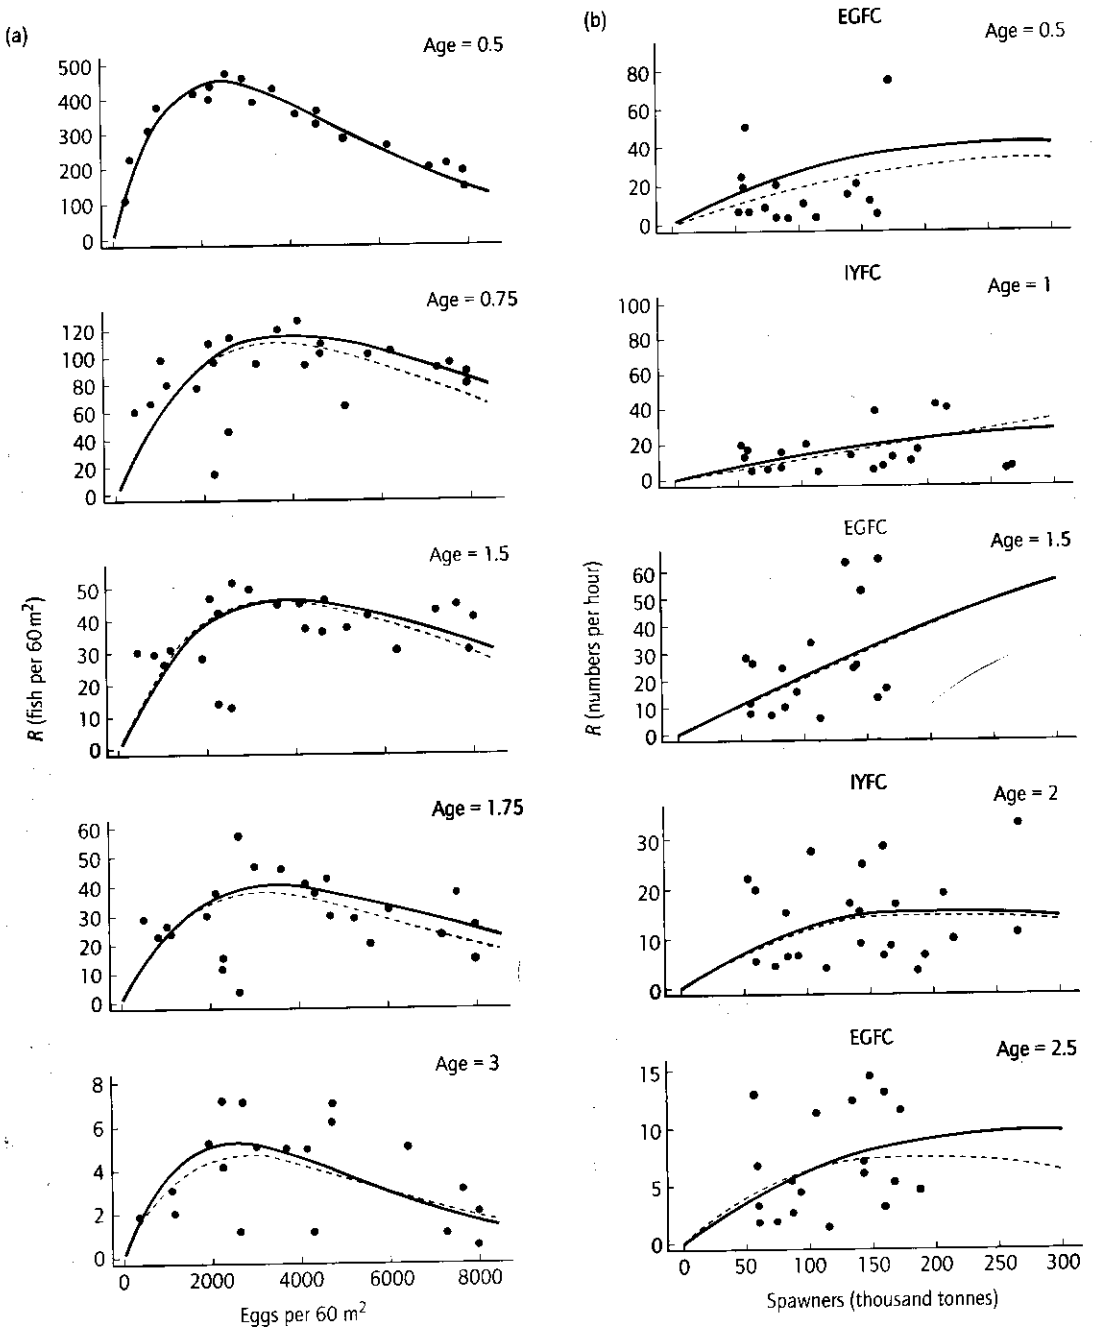 (a)
Age = 0.5
500
400
300
200
100
0
Age = 0.75
120
100
80
60
40
20
0
Age = 1.5
50
40
30
20
10
0
R (fish per 60 m²)
Age = 1.75
60
50
40
30
20
10
0
Age = 3
8
6
4
2
0
0 2000 4000 6000 8000
Eggs per 60 m²
(b)
EGFC
Age = 0.5
80
60
40
20
0
IYFC
Age = 1
100
80
60
40
20
0
EGFC
Age = 1.5
60
50
40
30
20
10
0
R (numbers per hour)
IYFC
Age = 2
30
20
10
0
EGFC
Age = 2.5
15
10
5
0
0 50 100 150 200 250 300
Spawners (thousand tonnes)